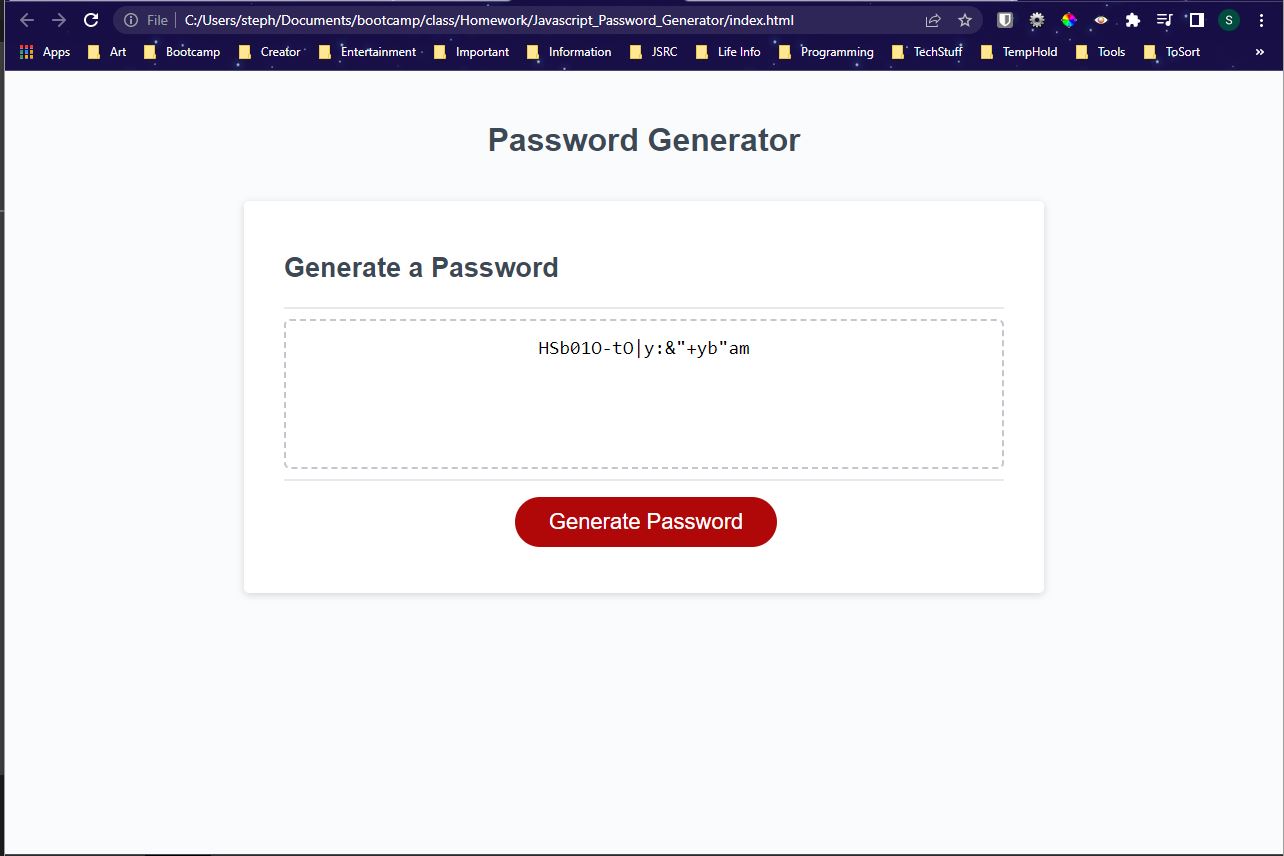 File C:/Users/steph/Documents/bootcamp/class/Homework/Javascript_Password_Generator/index.html S
Apps Art Bootcamp Creator Entertainment Important Information JSRC Life Info Programming TechStuff TempHold Tools ToSort »
Password Generator
Generate a Password
HSb01O-tO|y:&"+yb"am
Generate Password